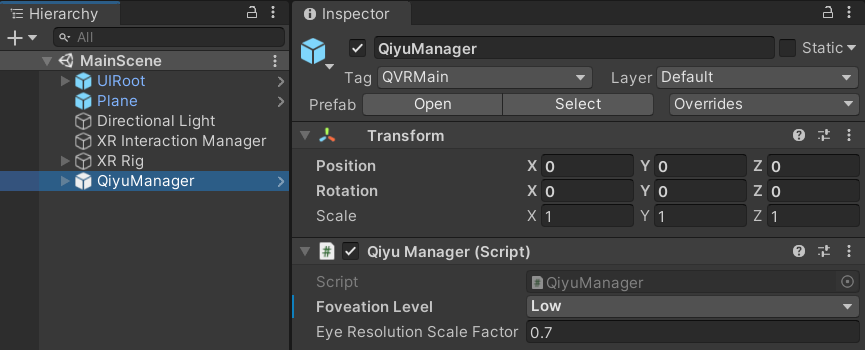 Hierarchy
All
MainScene
UIRoot
Plane
Directional Light
XR Interaction Manager
XR Rig
QiyuManager
Inspector
QiyuManager Static
Tag QVRMain Layer Default
Prefab Open Select Overrides
Transform
Position X 0 Y 0 Z 0
Rotation X 0 Y 0 Z 0
Scale X 1 Y 1 Z 1
# Qiyu Manager (Script)
Script # QiyuManager
Foveation Level Low
Eye Resolution Scale Factor 0.7